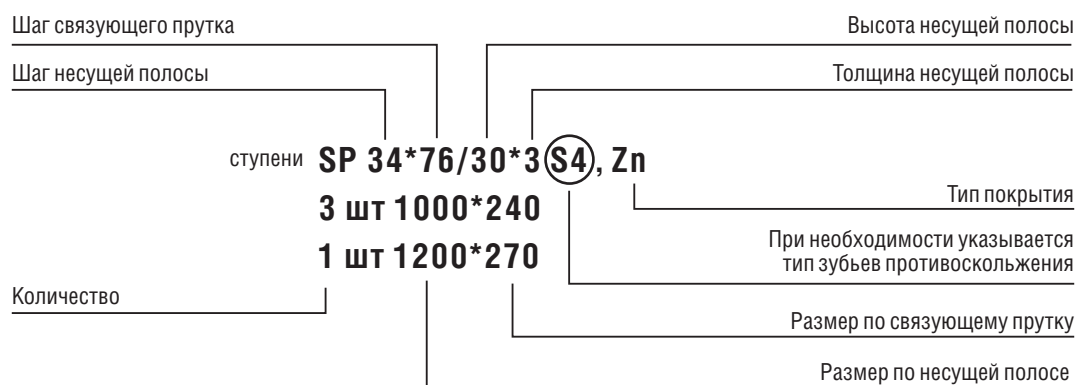 Шаг связующего прутка
Высота несущей полосы
Шаг несущей полосы
Толщина несущей полосы
ступени SP 34*76/30*3 S4, Zn
3 шт 1000*240
Тип покрытия
1 шт 1200*270
При необходимости указывается
тип зубьев противоскольжения
Количество
Размер по связующему прутку
Размер по несущей полосе